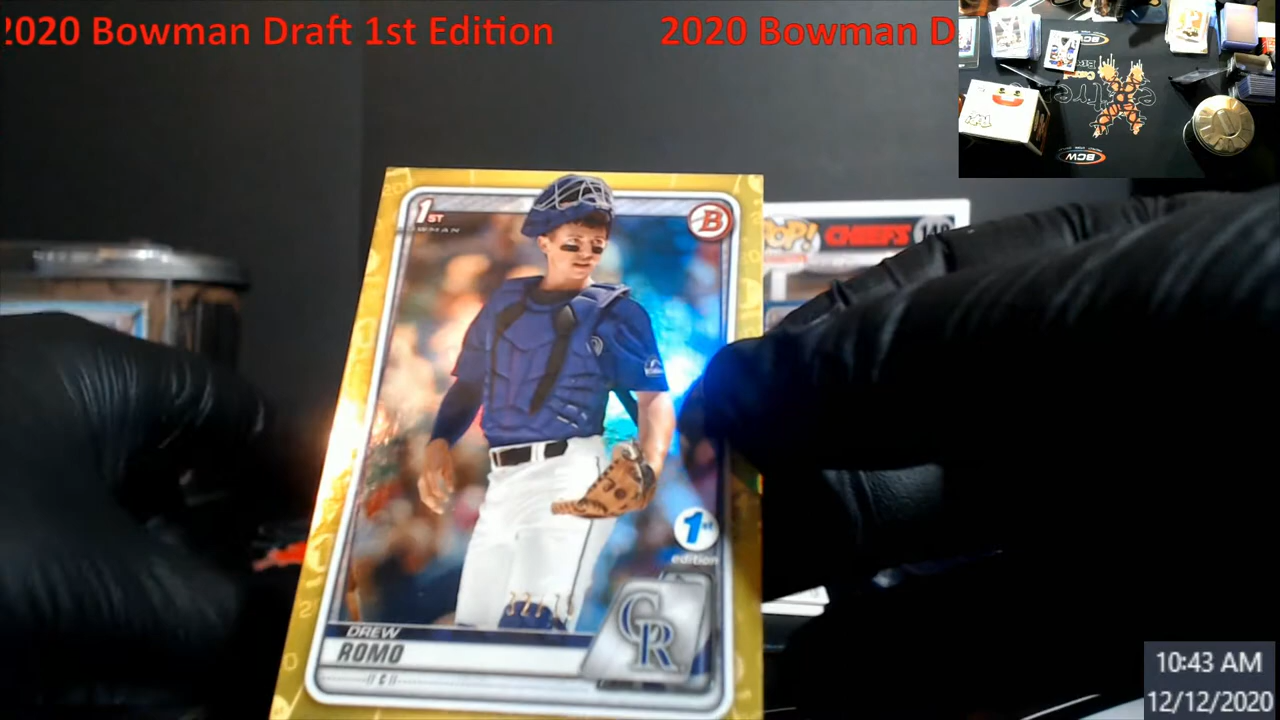 2020 Bowman Draft 1st Edition
2020 Bowman D
BCW
POP! CHIEFS
1ST
B
1st
edition
CR
DREW
ROMO
C
10:43 AM
12/12/2020